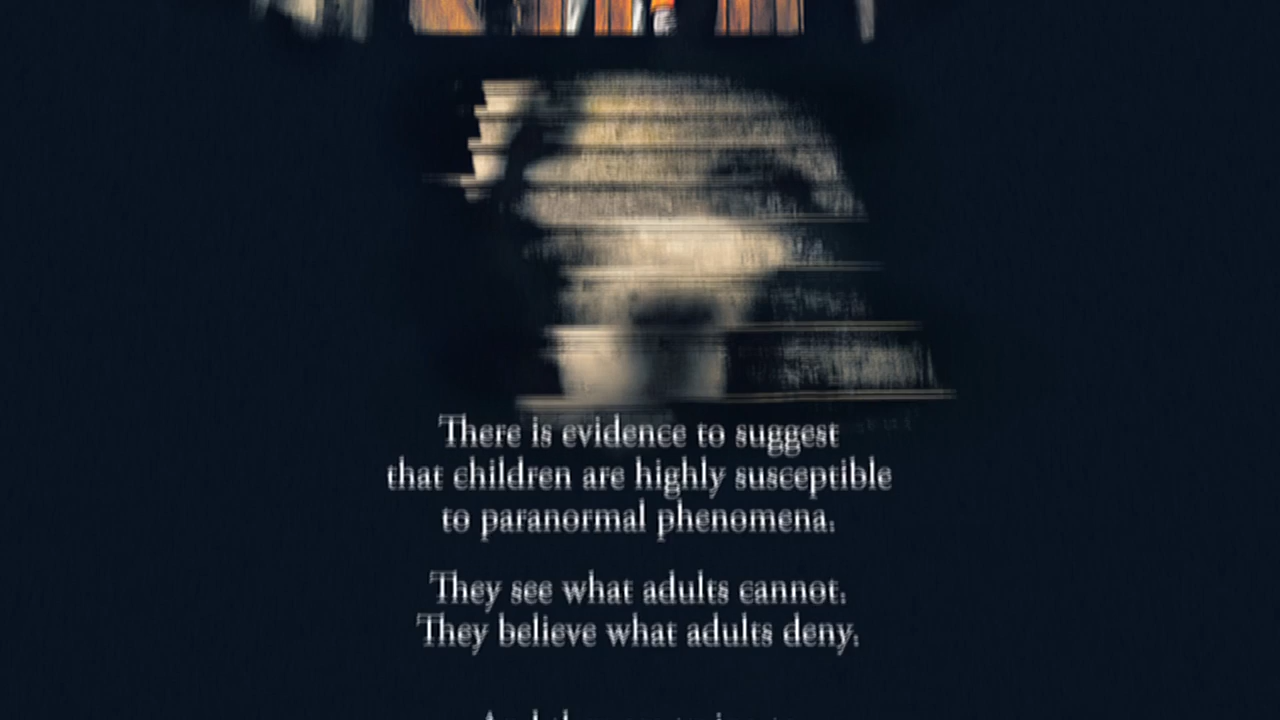 There is evidence to suggest
that children are highly susceptible
to paranormal phenomena.
They see what adults cannot.
They believe what adults deny.